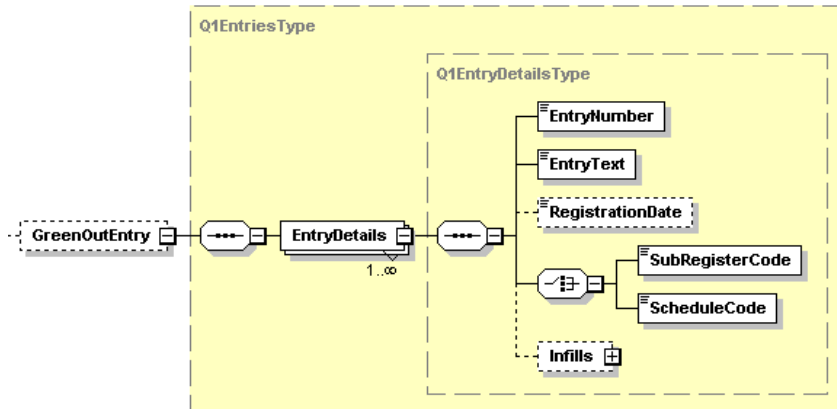 Q1EntriesType
Q1EntryDetailsType
EntryNumber
EntryText
RegistrationDate
GreenOutEntry
EntryDetails
1..∞
SubRegisterCode
ScheduleCode
Infills